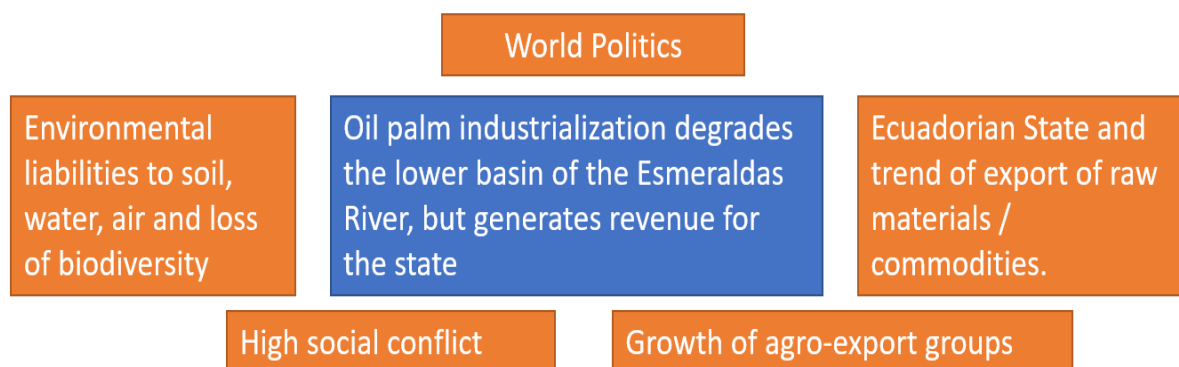 World Politics
Environmental
liabilities to soil,
water, air and loss
of biodiversity
Oil palm industrialization degrades
the lower basin of the Esmeraldas
River, but generates revenue for
the state
Ecuadorian State and
trend of export of raw
materials /
commodities.
High social conflict
Growth of agro-export groups